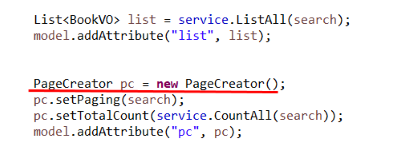 List<BookVO> list = service.ListAll(search);
model.addAttribute("list", list);
PageCreator pc = new PageCreator();
pc.setPaging(search);
pc.setTotalCount(service.CountAll(search));
model.addAttribute("pc", pc);